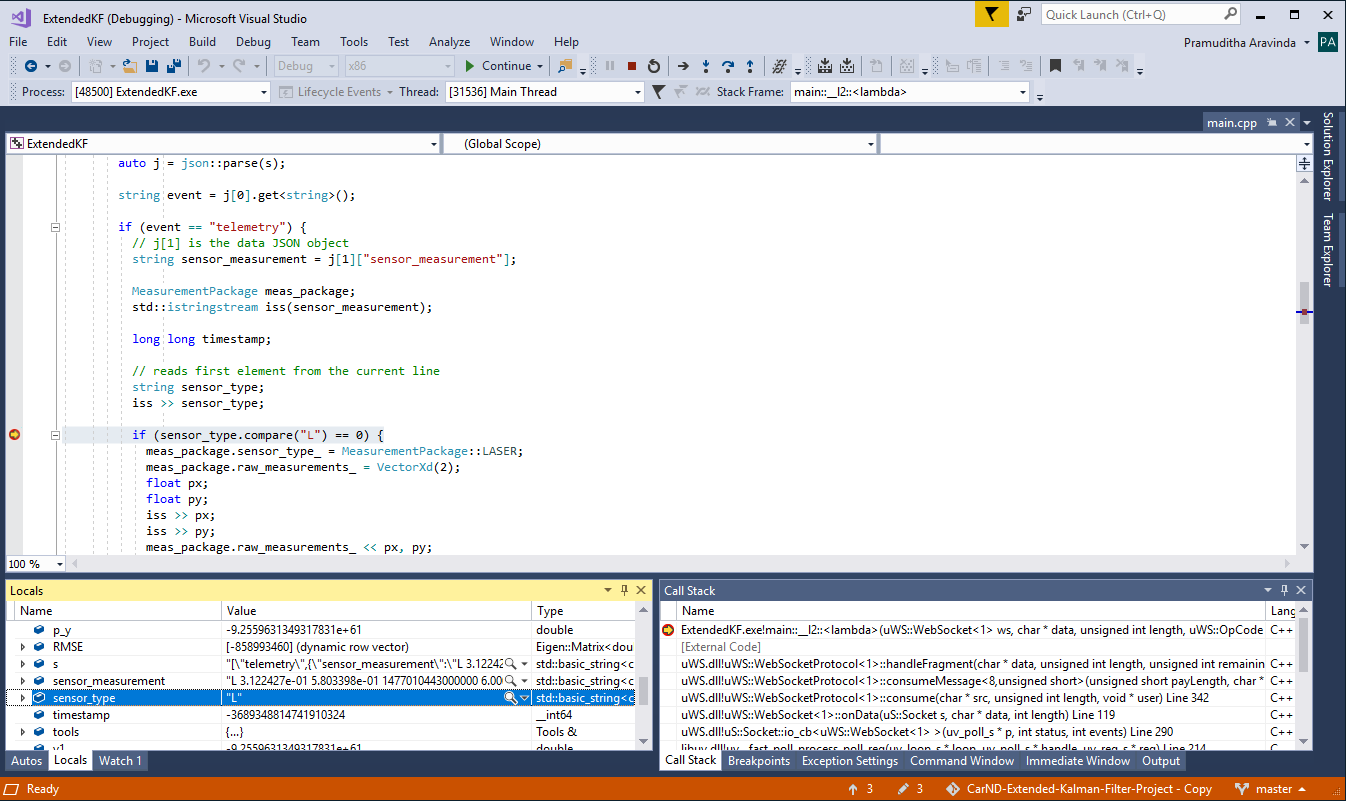 ExtendedKF (Debugging) - Microsoft Visual Studio
Quick Launch (Ctrl+Q)
File Edit View Project Build Debug Team Tools Test Analyze Window Help
Pramuditha Aravinda PA
Debug x86 Continue
Process: [48500] ExtendedKF.exe Lifecycle Events Thread: [31536] Main Thread Stack Frame: main::__l2::<lambda>
main.cpp
Solution Explorer
Team Explorer
ExtendedKF (Global Scope)
auto j = json::parse(s);
string event = j[0].get<string>();
if (event == "telemetry") {
// j[1] is the data JSON object
string sensor_measurement = j[1]["sensor_measurement"];
MeasurementPackage meas_package;
std::istringstream iss(sensor_measurement);
long long timestamp;
// reads first element from the current line
string sensor_type;
iss >> sensor_type;
if (sensor_type.compare("L") == 0) {
meas_package.sensor_type_ = MeasurementPackage::LASER;
meas_package.raw_measurements_ = VectorXd(2);
float px;
float py;
iss >> px;
iss >> py;
meas_package.raw_measurements_ << px, py;
100 %
Locals
Name Value Type
p_y -9.2559631349317831e+61 double
RMSE [-858993460] (dynamic row vector) Eigen::Matrix<dou
s "[\"telemetry\",{\"sensor_measurement\":\"L 3.12242 std::basic_string<c
sensor_measurement "L 3.122427e-01 5.803398e-01 1477010443000000 6.00 std::basic_string<c
sensor_type "L" std::basic_string<c
timestamp -3689348814741910324 __int64
tools {...} Tools &
v1 -9.2559631349317831e+61 double
Autos Locals Watch 1
Call Stack
Name Lang
ExtendedKF.exe!main::__l2::<lambda>(uWS::WebSocket<1> ws, char * data, unsigned int length, uWS::OpCode C++
[External Code]
uWS.dll!uWS::WebSocketProtocol<1>::handleFragment(char * data, unsigned int length, unsigned int remainin C++
uWS.dll!uWS::WebSocketProtocol<1>::consumeMessage<8,unsigned short>(unsigned short payLength, char * C++
uWS.dll!uWS::WebSocketProtocol<1>::consume(char * src, unsigned int length, void * user) Line 342 C++
uWS.dll!uWS::WebSocket<1>::onData(uS::Socket s, char * data, int length) Line 119 C++
uWS.dll!uS::Socket::io_cb<uWS::WebSocket<1> >(uv_poll_s * p, int status, int events) Line 290 C++
libuv.dll!uv__fast_poll_process_poll_req(uv_loop_s * loop, uv_poll_s * handle, uv_req_s * req) Line 214 C
Call Stack Breakpoints Exception Settings Command Window Immediate Window Output
Ready 3 3 CarND-Extended-Kalman-Filter-Project - Copy master